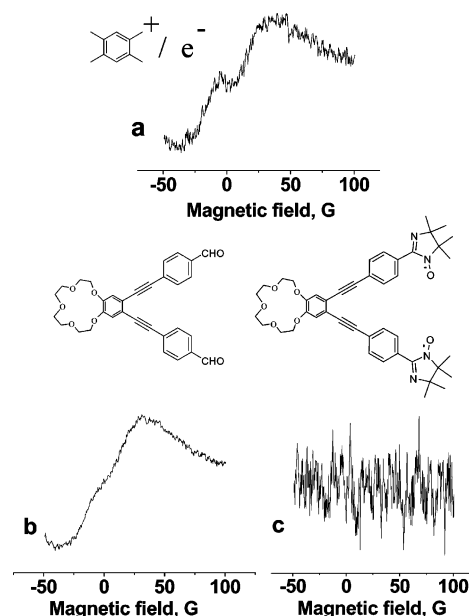 +
/ e-
a
-50 0 50 100
Magnetic field, G
CHO
O O O O O
CHO
N
N O
O O O O O
N O
N
b
c
-50 0 50 100
-50 0 50 100
Magnetic field, G
Magnetic field, G